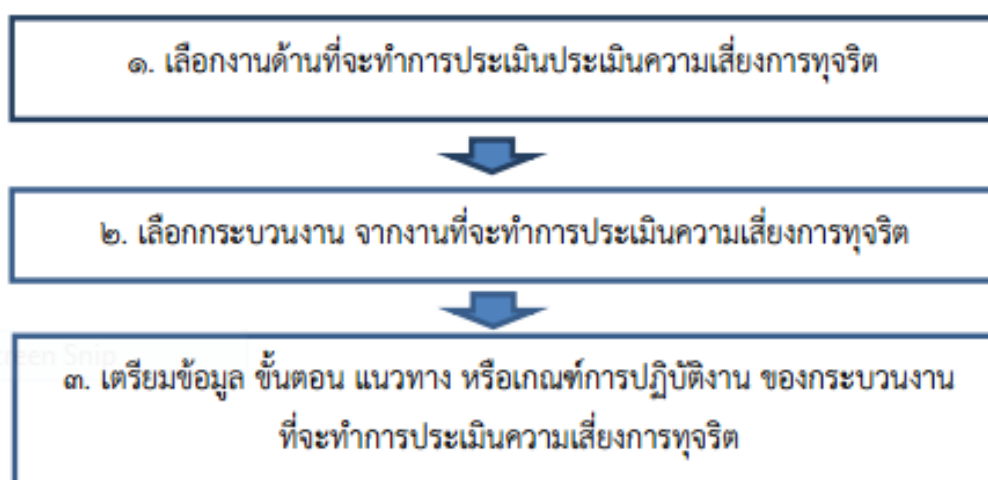 ๑. เลือกงานด้านที่จะทำการประเมินประเมินความเสี่ยงการทุจริต
๒. เลือกกระบวนงาน จากงานที่จะทำการประเมินความเสี่ยงการทุจริต
reen Snip
๓. เตรียมข้อมูล ขั้นตอน แนวทาง หรือเกณฑ์การปฏิบัติงาน ของกระบวนงาน
ที่จะทำการประเมินความเสี่ยงการทุจริต